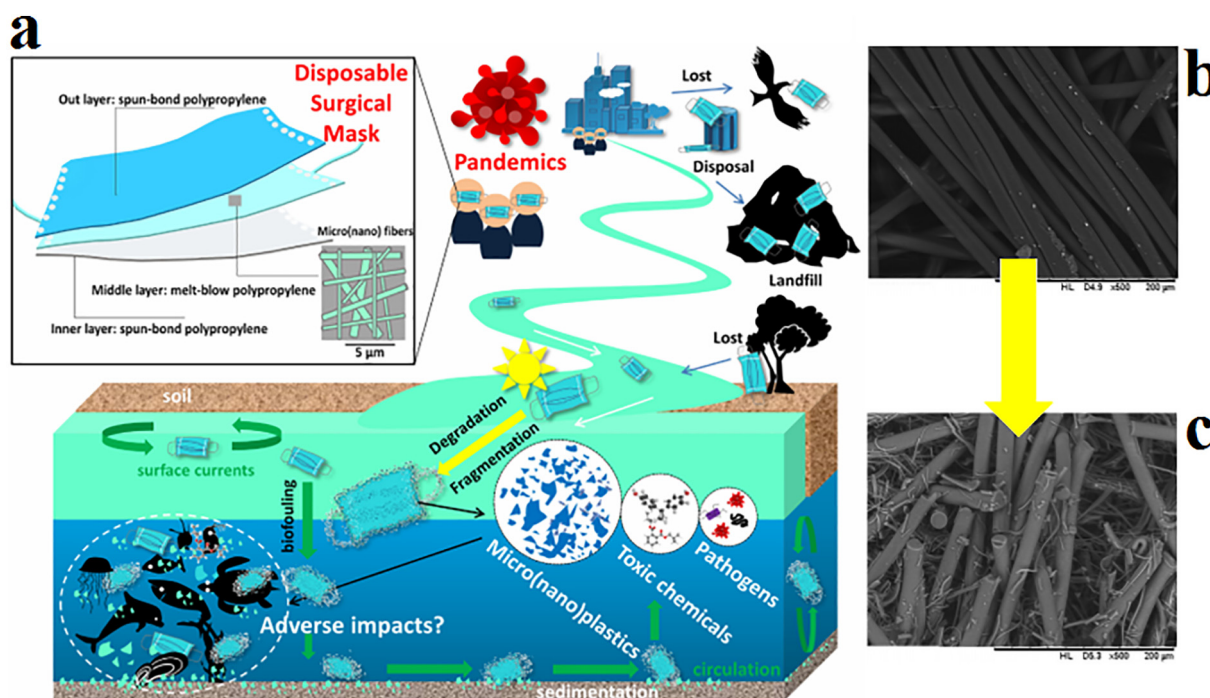 a
Disposable
Surgical
Mask
Out layer: spun-bond polypropylene
Micro(nano) fibers
Middle layer: melt-blow polypropylene
Inner layer: spun-bond polypropylene
5 µm
Pandemics
Lost
Disposal
Landfill
Lost
soil
surface currents
Degradation
Fragmentation
biofouling
Micro(nano)plastics
Toxic chemicals
Pathogens
Adverse impacts?
circulation
sedimentation
b
HL D4.9 x500 200 µm
c
HL D5.3 x500 200 µm